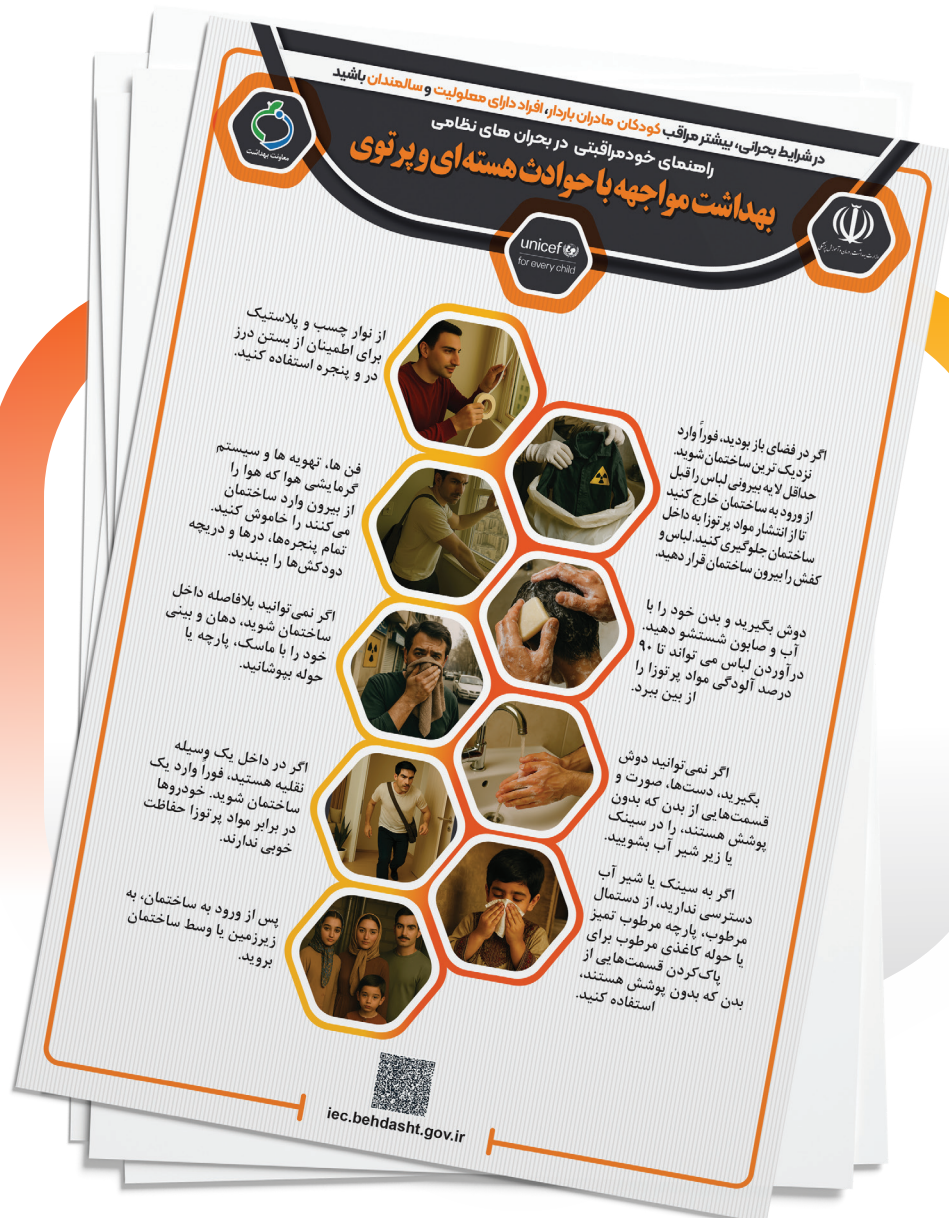 در شرایط بحرانی، بیشتر مراقب کودکان مادران باردار، افراد دارای معلولیت و سالمندان باشید
راهنمای خودمراقبتی در بحران های نظامی
بهداشت مواجهه با حوادث هسته ای و پرتوی
معاونت بهداشت
unicef
for every child
اگر در فضای باز بودید، فوراً وارد
نزدیک ترین ساختمان شوید.
حداقل لایه بیرونی لباس را قبل
از ورود به ساختمان خارج کنید
تا از انتشار مواد پرتوزا به داخل
ساختمان جلوگیری کنید. لباس و
کفش را بیرون ساختمان قرار دهید.
دوش بگیرید و بدن خود را با
آب و صابون شستشو دهید.
درآوردن لباس می تواند تا ۹۰
درصد آلودگی مواد پرتوزا را
از بین ببرد.
اگر نمی‌توانید دوش
بگیرید، دست‌ها، صورت و
قسمت‌هایی از بدن که بدون
پوشش هستند، را در سینک
یا زیر شیر آب بشویید.
اگر به سینک یا شیر آب
دسترسی ندارید، از دستمال
مرطوب، پارچه مرطوب تمیز
یا حوله کاغذی مرطوب برای
پاک‌کردن قسمت‌هایی از
بدن که بدون پوشش هستند،
استفاده کنید.
از نوار چسب و پلاستیک
برای اطمینان از بستن درز
در و پنجره استفاده کنید.
فن ها، تهویه ها و سیستم
گرمایشی هوا که هوا را
از بیرون وارد ساختمان
می‌کنند را خاموش کنید.
تمام پنجره‌ها، درها و دریچه
دودکش‌ها را ببندید.
اگر نمی‌توانید بلافاصله داخل
ساختمان شوید، دهان و بینی
خود را با ماسک، پارچه یا
حوله بپوشانید.
اگر در داخل یک وسیله
نقلیه هستید، فوراً وارد یک
ساختمان شوید. خودروها
در برابر مواد پرتوزا حفاظت
خوبی ندارند.
پس از ورود به ساختمان، به
زیرزمین یا وسط ساختمان
بروید.
iec.behdasht.gov.ir